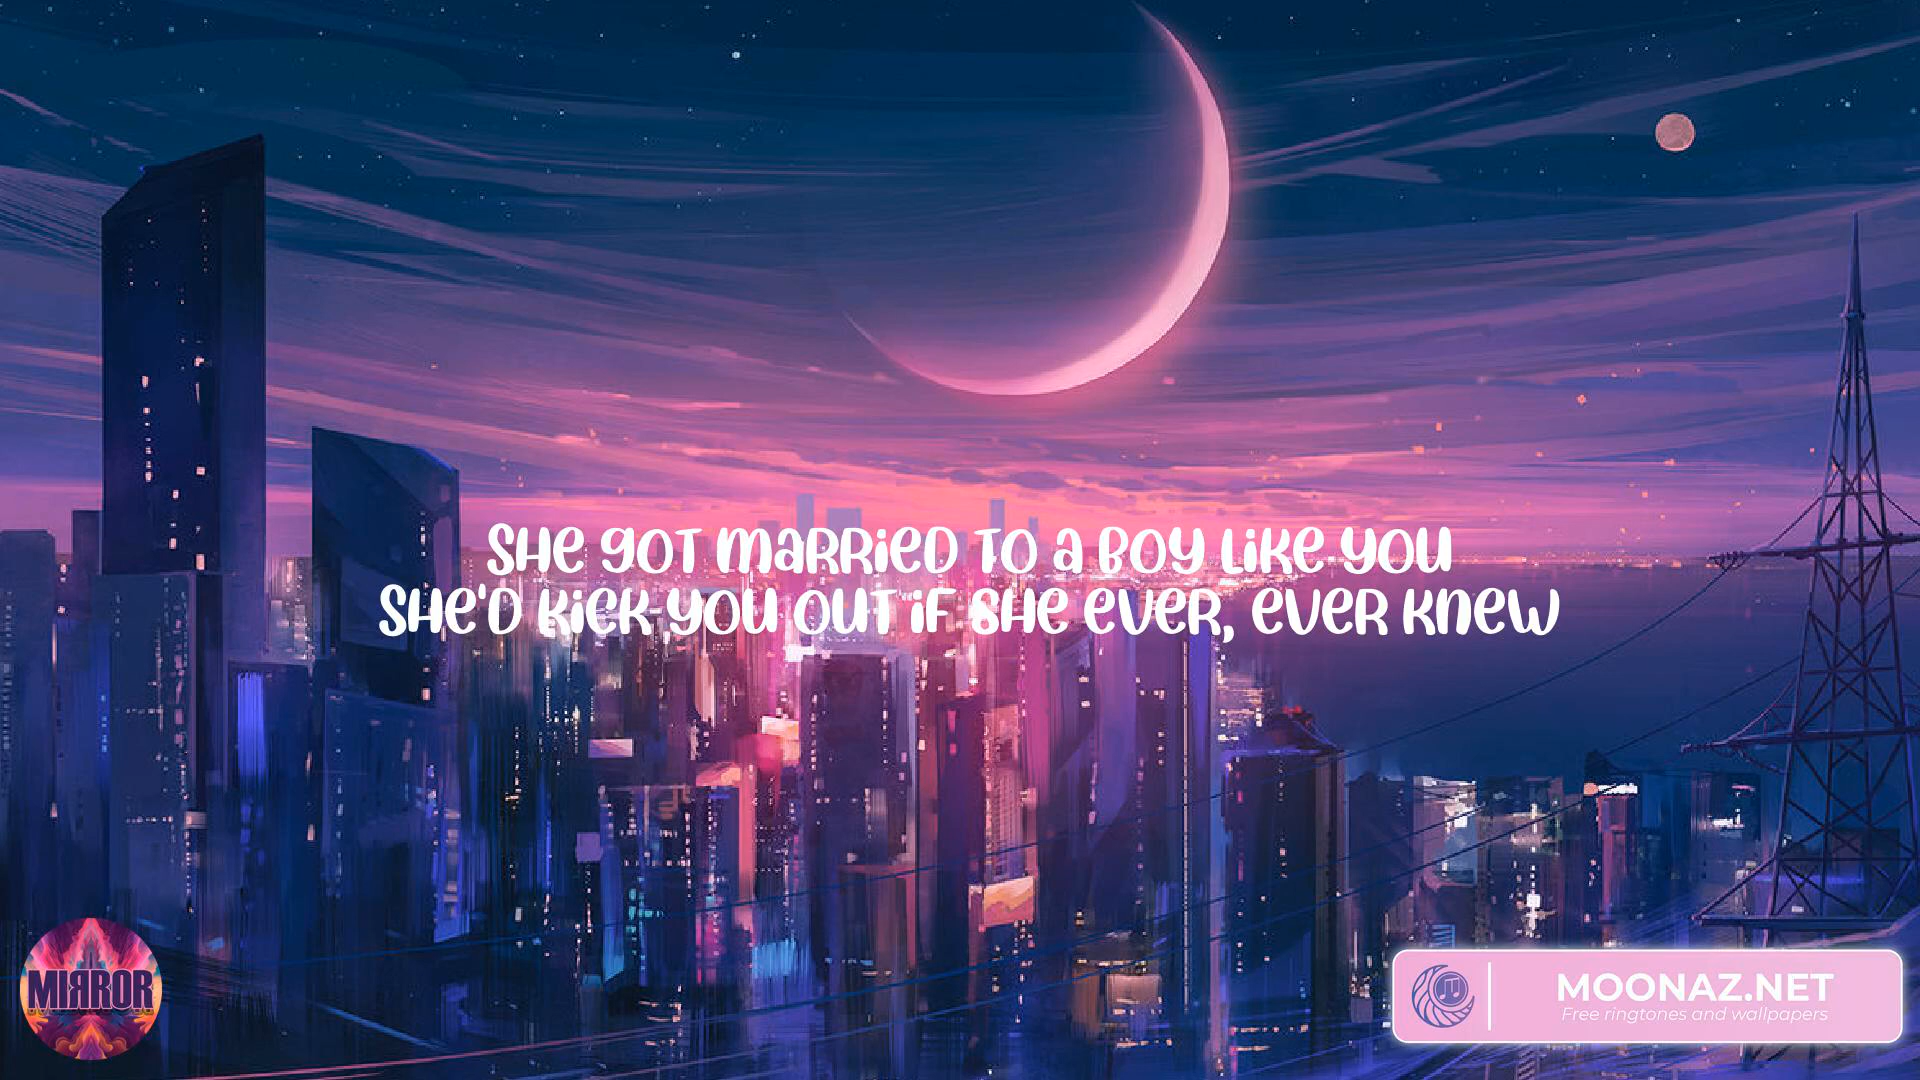 She got married to a boy like you
She'd kick you out if she ever, ever knew
MIRROR
MOONAZ.NET
Free ringtones and wallpapers